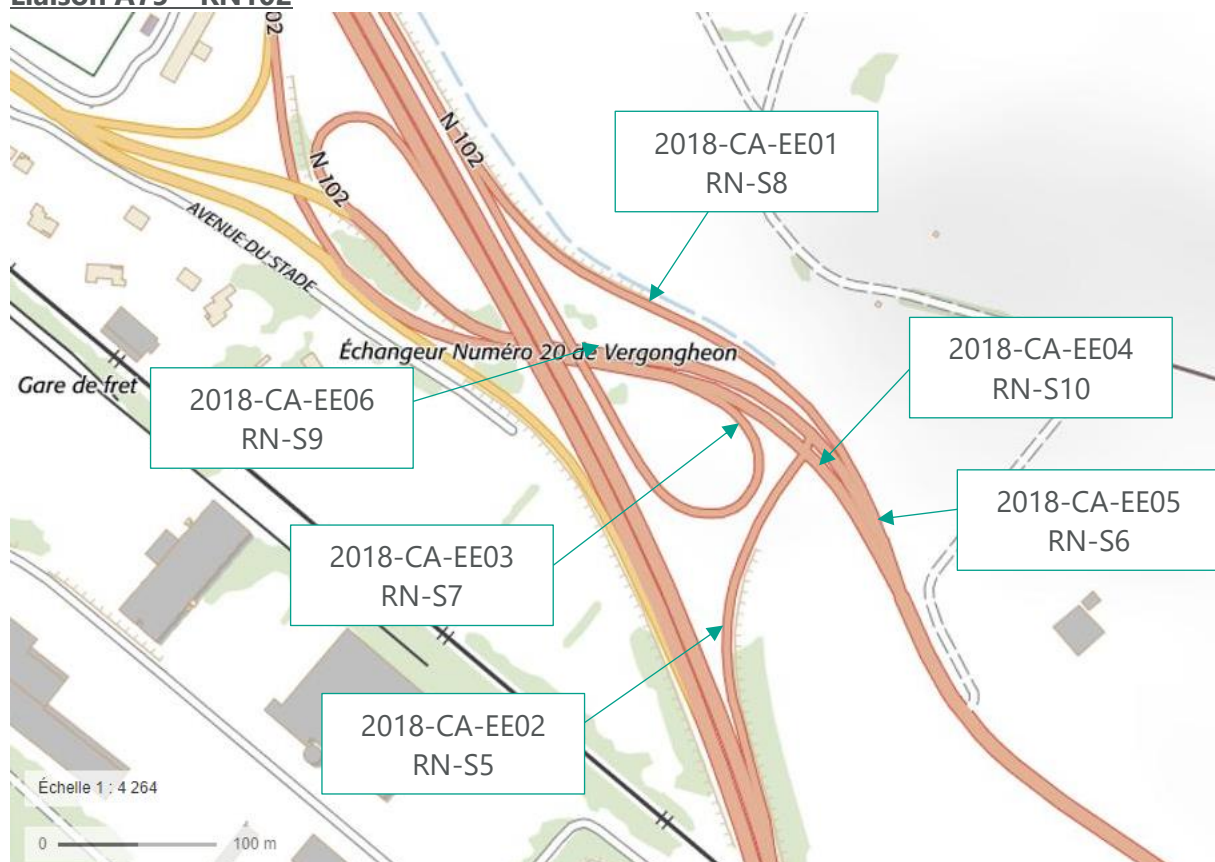 Liaison A75 – RN102
102
N 102
2018-CA-EE01
RN-S8
N 102
AVENUE DU STADE
Échangeur Numéro 20 de Vergongheon
2018-CA-EE04
RN-S10
Gare de fret
2018-CA-EE06
RN-S9
2018-CA-EE05
RN-S6
2018-CA-EE03
RN-S7
2018-CA-EE02
RN-S5
Échelle 1 : 4 264
0
100 m